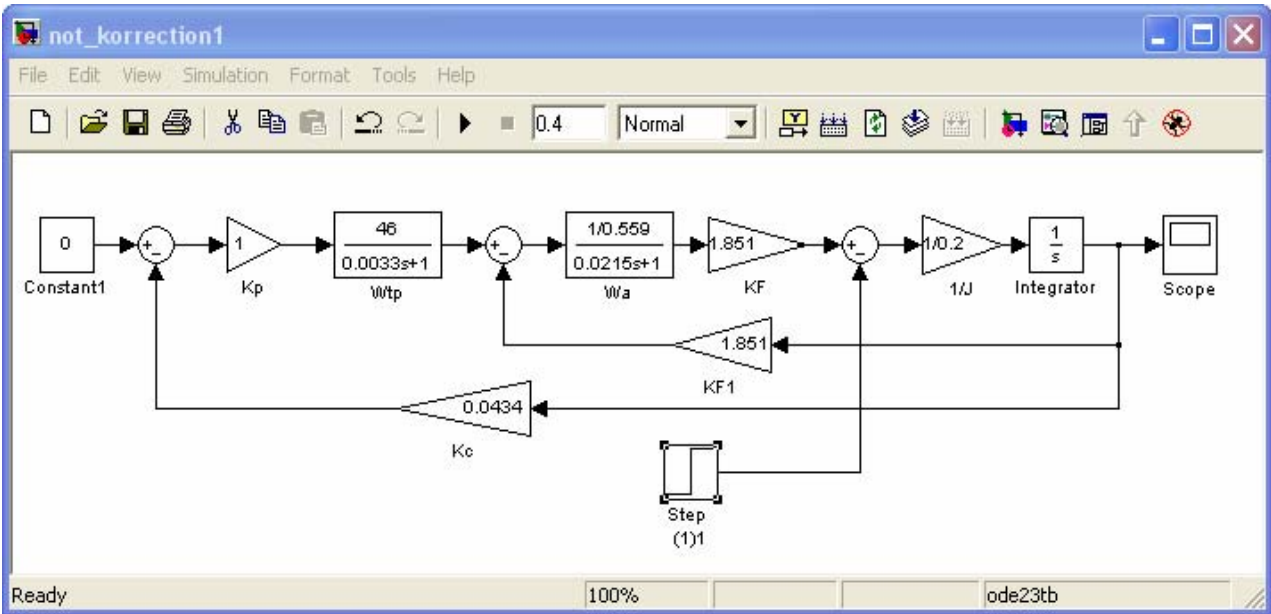 not_korrection1
File Edit View Simulation Format Tools Help
0.4 Normal
0
Constant1
+
−
1
Kp
46
0.0033s+1
Wtp
+
−
1/0.559
0.0215s+1
Wa
1.851
KF
+
−
1/0.2
1/J
1
s
Integrator
Scope
1.851
KF1
0.0434
Kc
Step
(1)1
Ready 100% ode23tb